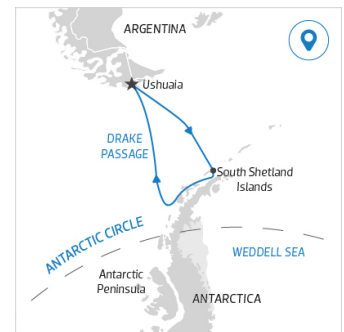 ARGENTINA
Ushuaia
DRAKE
PASSAGE
South Shetland
Islands
ANTARCTIC CIRCLE
WEDDELL SEA
Antarctic
Peninsula
ANTARCTICA